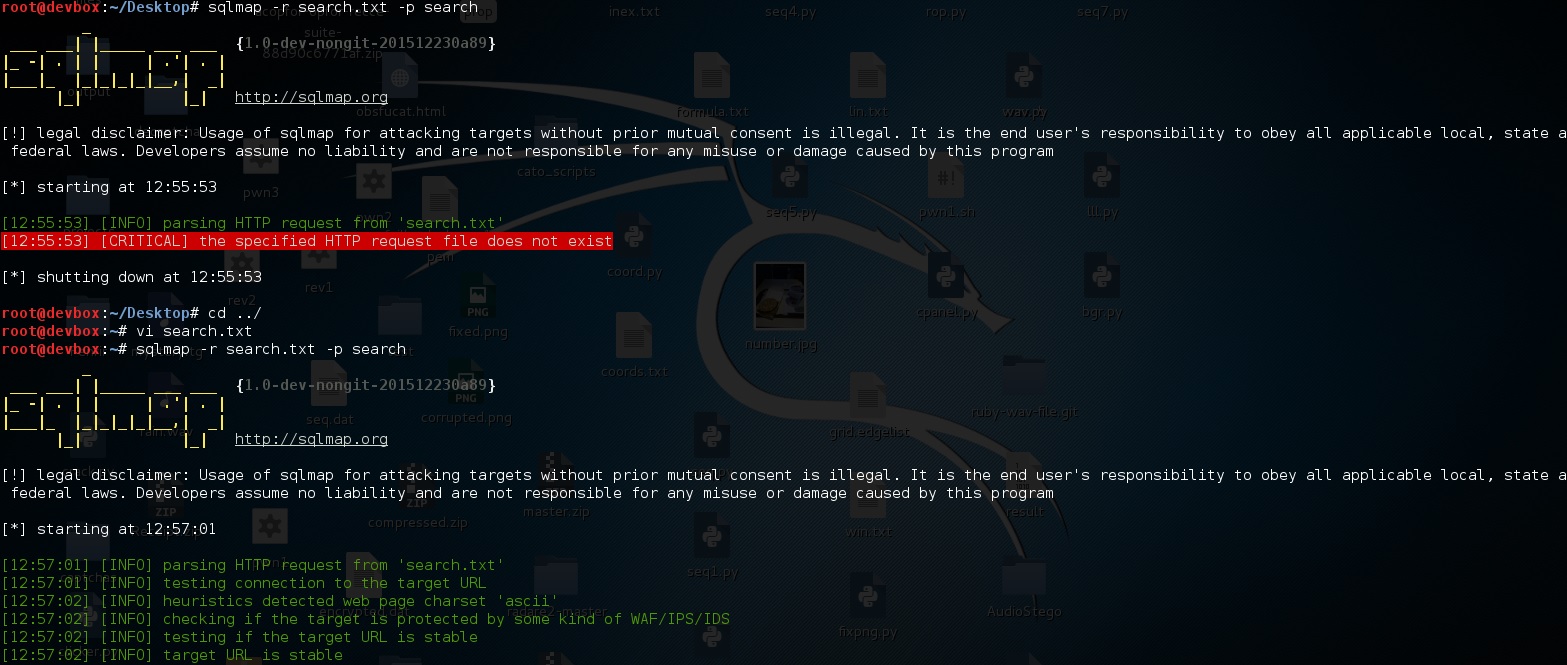 root@devbox:~/Desktop# sqlmap -r search.txt -p search
{1.0-dev-nongit-201512230a89}
http://sqlmap.org
[!] legal disclaimer: Usage of sqlmap for attacking targets without prior mutual consent is illegal. It is the end user's responsibility to obey all applicable local, state a
federal laws. Developers assume no liability and are not responsible for any misuse or damage caused by this program
[*] starting at 12:55:53
[12:55:53] [INFO] parsing HTTP request from 'search.txt'
[12:55:53] [CRITICAL] the specified HTTP request file does not exist
[*] shutting down at 12:55:53
root@devbox:~/Desktop# cd ../
root@devbox:~# vi search.txt
root@devbox:~# sqlmap -r search.txt -p search
{1.0-dev-nongit-201512230a89}
http://sqlmap.org
[!] legal disclaimer: Usage of sqlmap for attacking targets without prior mutual consent is illegal. It is the end user's responsibility to obey all applicable local, state a
federal laws. Developers assume no liability and are not responsible for any misuse or damage caused by this program
[*] starting at 12:57:01
[12:57:01] [INFO] parsing HTTP request from 'search.txt'
[12:57:01] [INFO] testing connection to the target URL
[12:57:02] [INFO] heuristics detected web page charset 'ascii'
[12:57:02] [INFO] checking if the target is protected by some kind of WAF/IPS/IDS
[12:57:02] [INFO] testing if the target URL is stable
[12:57:02] [INFO] target URL is stable
prop
inex.txt
seq4.py
rop.py
seq7.py
suite-
88d90c6771af.zip
output
obsfucat.html
formula.txt
lin.txt
wav.py
cato_scripts
pwn3
pwn2
seq5.py
pwn1.sh
lll.py
pem
rev2
rev1
coord.py
PNG
fixed.png
number.jpg
cpanel.py
bgr.py
coords.txt
seq.dat
PNG
corrupted.png
grid.edgelist
ruby-wav-file.git
rain.wav
ZIP
ZIP
compressed.zip
master.zip
win.txt
result
seq1.py
encrypted.dat
radare2-master
fixpng.py
AudioStego